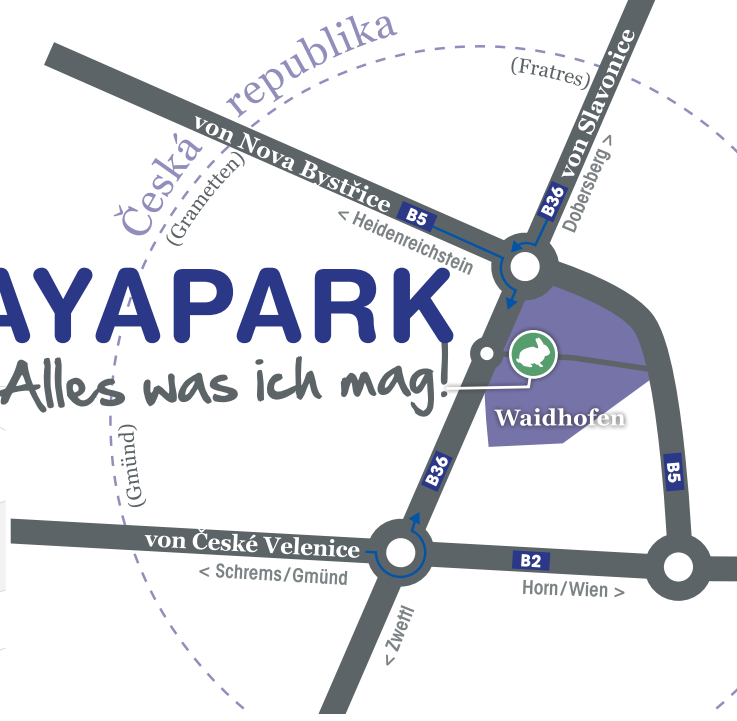 Česká republika
(Fratres)
von Slavonice
B36
Dobersberg >
von Nova Bystřice
B5
(Grametten)
< Heidenreichstein
AYAPARK
Alles was ich mag!
Waidhofen
(Gmünd)
B36
B5
von České Velenice
B2
< Schrems/Gmünd
Horn/Wien >
< Zwettl